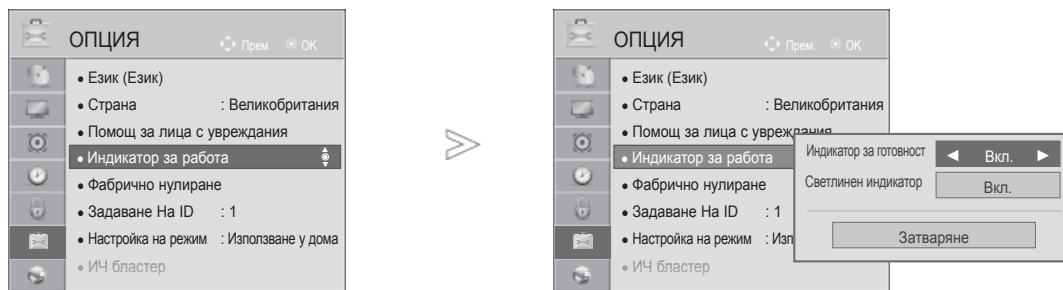 ОПЦИЯ Прем. OK
• Език (Език)
• Страна : Великобритания
• Помощ за лица с увреждания
• Индикатор за работа
• Фабрично нулиране
• Задаване На ID : 1
• Настройка на режим : Използване у дома
• ИЧ бластер
ОПЦИЯ Прем. OK
• Език (Език)
• Страна : Великобритания
• Помощ за лица с увреждания
• Индикатор за работа
• Фабрично нулиране
• Задаване На ID : 1
• Настройка на режим : Изп
• ИЧ бластер
Индикатор за готовност ◄ Вкл. ►
Светлинен индикатор Вкл.
Затваряне